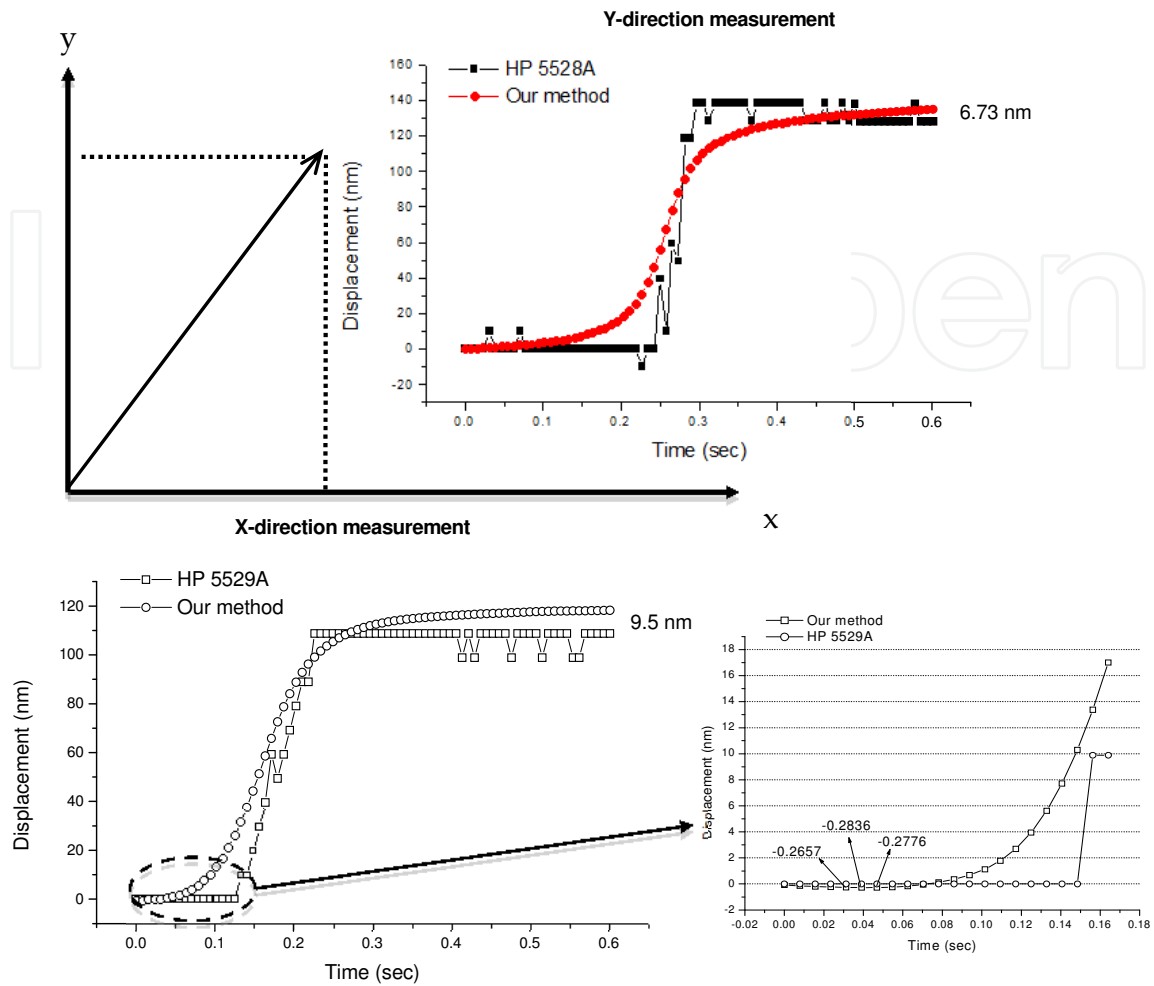 Y-direction measurement
y
HP 5528A
Our method
6.73 nm
160
140
120
100
80
60
40
20
0
-20
Displacement (nm)
0.0 0.1 0.2 0.3 0.4 0.5 0.6
Time (sec)
x
X-direction measurement
HP 5529A
Our method
9.5 nm
120
100
80
60
40
20
0
Displacement (nm)
0.0 0.1 0.2 0.3 0.4 0.5 0.6
Time (sec)
Our method
HP 5529A
18
16
14
12
10
8
6
4
2
0
-2
Displacement (nm)
-0.2657
-0.2836
-0.2776
-0.02 0.00 0.02 0.04 0.06 0.08 0.10 0.12 0.14 0.16 0.18
Time (sec)